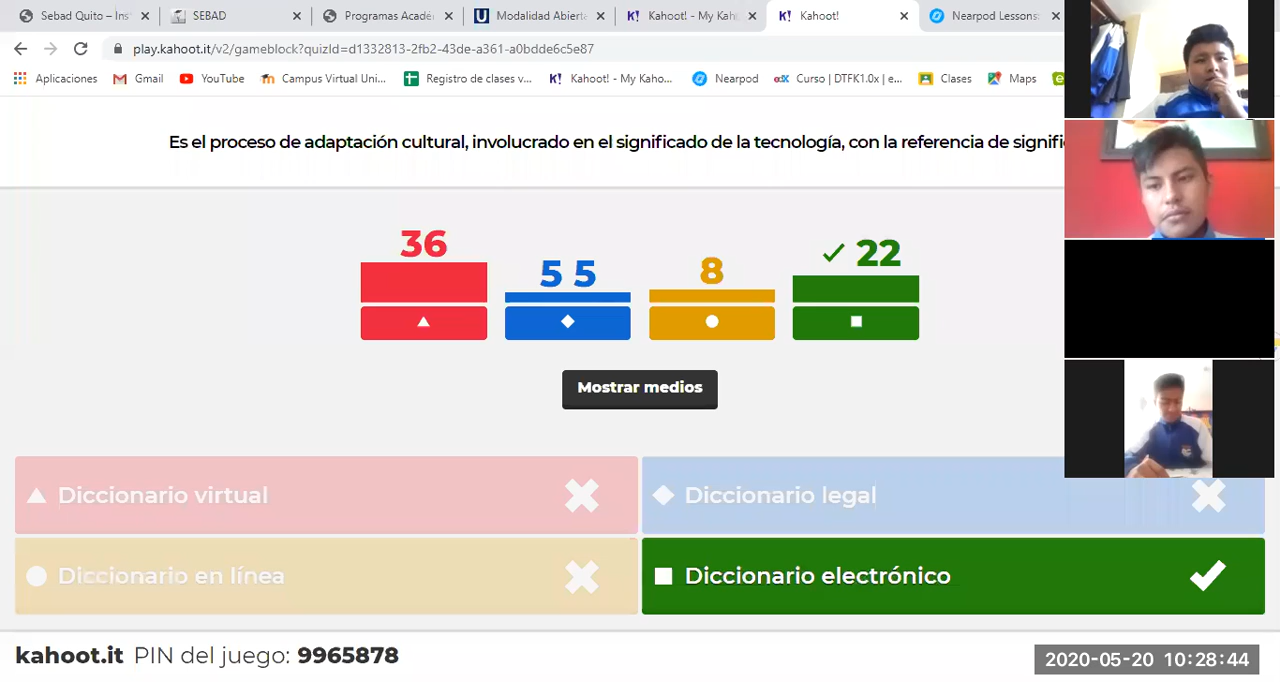 Sebad Quito – Ins
SEBAD
Programas Acadé
Modalidad Abierta
Kahoot! - My Kaho
Kahoot!
Nearpod Lessons:
play.kahoot.it/v2/gameblock?quizId=d1332813-2fb2-43de-a361-a0bdde6c5e87
Aplicaciones
Gmail
YouTube
Campus Virtual Uni...
Registro de clases v...
Kahoot! - My Kaho...
Nearpod
Curso | DTFK1.0x | e...
Clases
Maps
Es el proceso de adaptación cultural, involucrado en el significado de la tecnología, con la referencia de signifi
36
5 5
8
22
Mostrar medios
Diccionario virtual
Diccionario legal
Diccionario en línea
Diccionario electrónico
kahoot.it PIN del juego: 9965878
2020-05-20 10:28:44